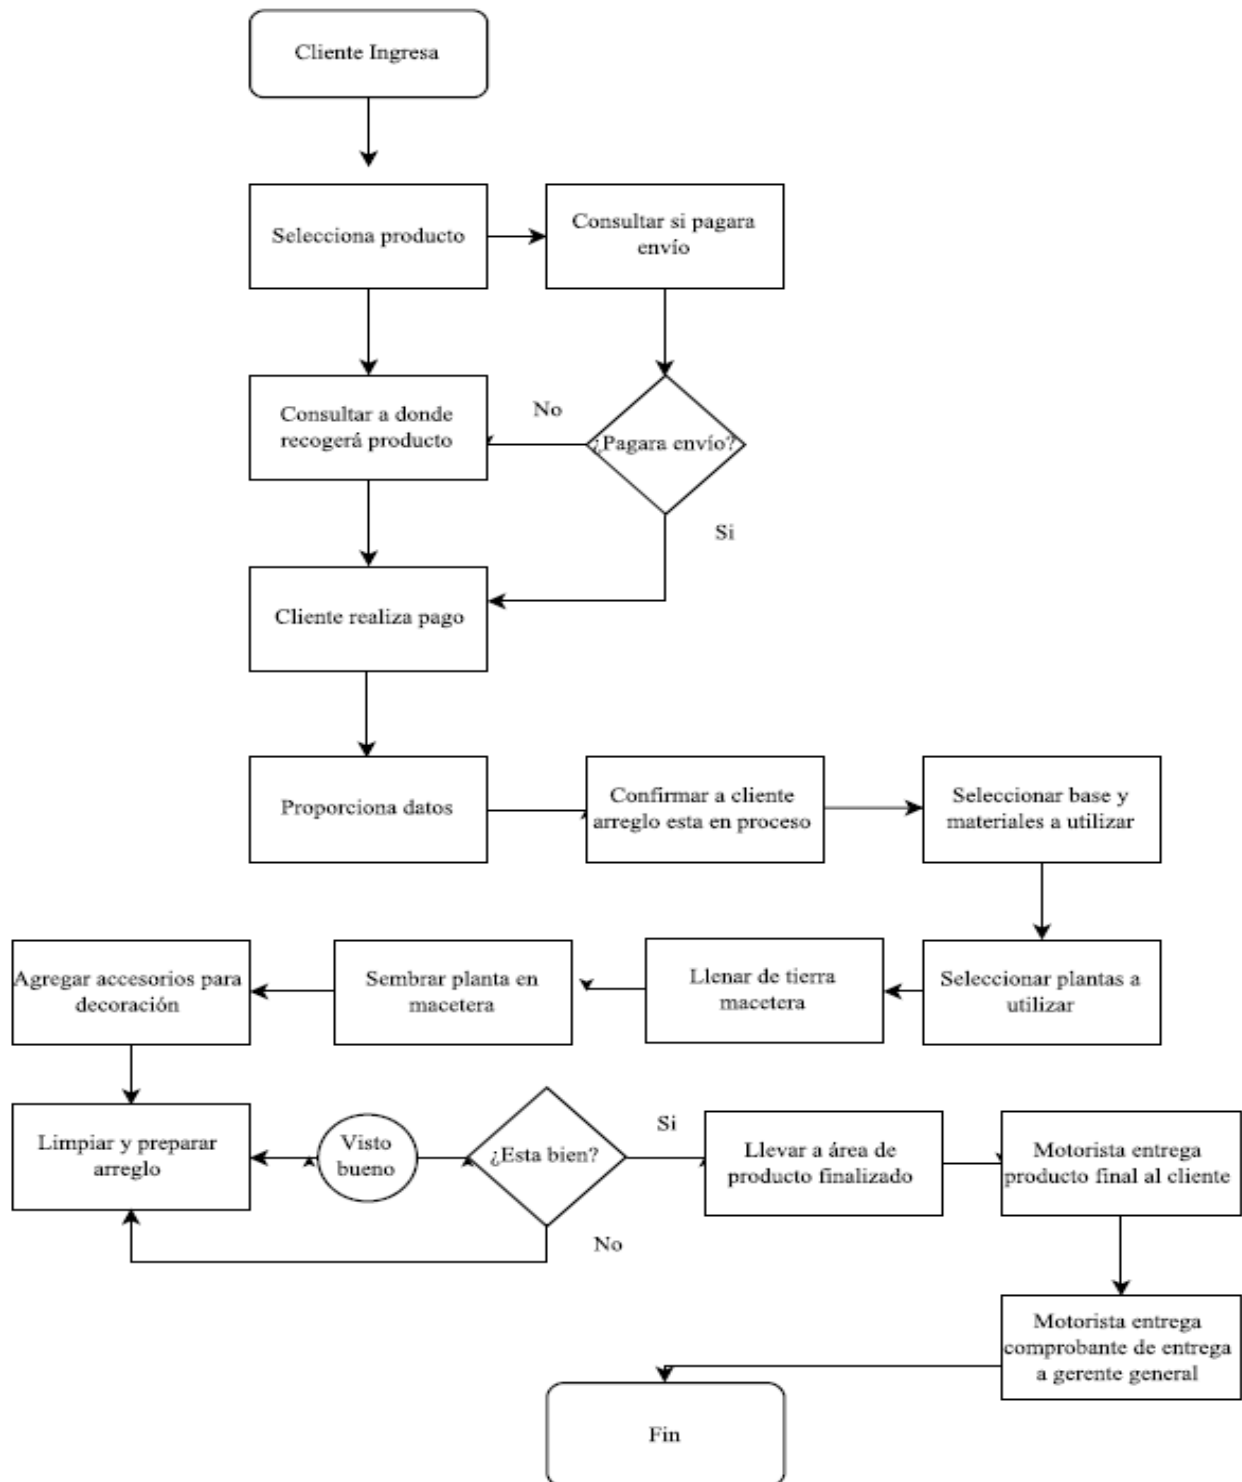 Cliente Ingresa
Selecciona producto
Consultar si pagara
envío
Consultar a donde
recogerá producto
No
¿Pagara envío?
Si
Cliente realiza pago
Proporciona datos
Confirmar a cliente
arreglo esta en proceso
Seleccionar base y
materiales a utilizar
Agregar accesorios para
decoración
Sembrar planta en
macetera
Llenar de tierra
macetera
Seleccionar plantas a
utilizar
Limpiar y preparar
arreglo
Visto
bueno
¿Esta bien?
Si
No
Llevar a área de
producto finalizado
Motorista entrega
producto final al cliente
Motorista entrega
comprobante de entrega
a gerente general
Fin